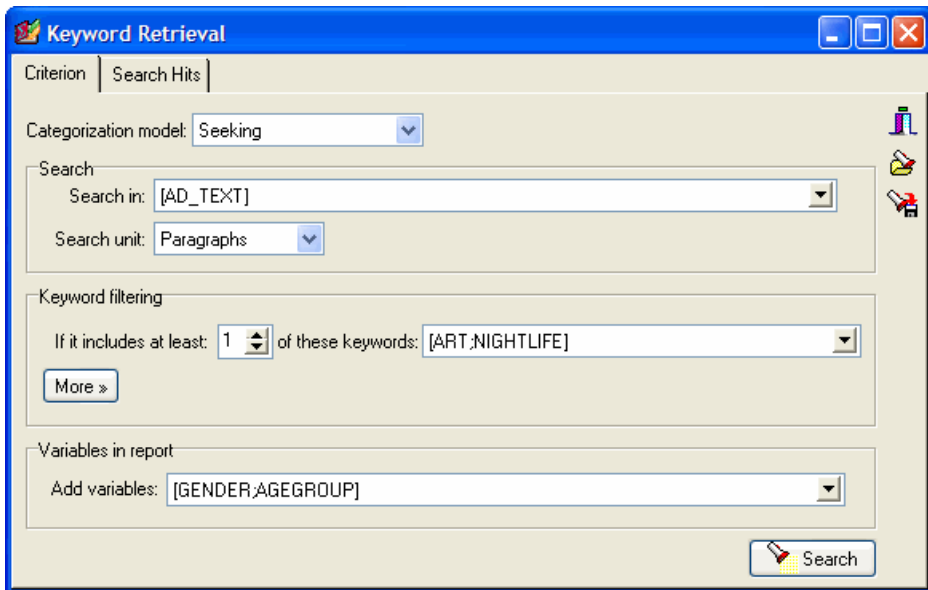 Keyword Retrieval
Criterion Search Hits
Categorization model: Seeking
Search
Search in: [AD_TEXT]
Search unit: Paragraphs
Keyword filtering
If it includes at least: 1 of these keywords: [ART;NIGHTLIFE]
More »
Variables in report
Add variables: [GENDER;AGEGROUP]
Search